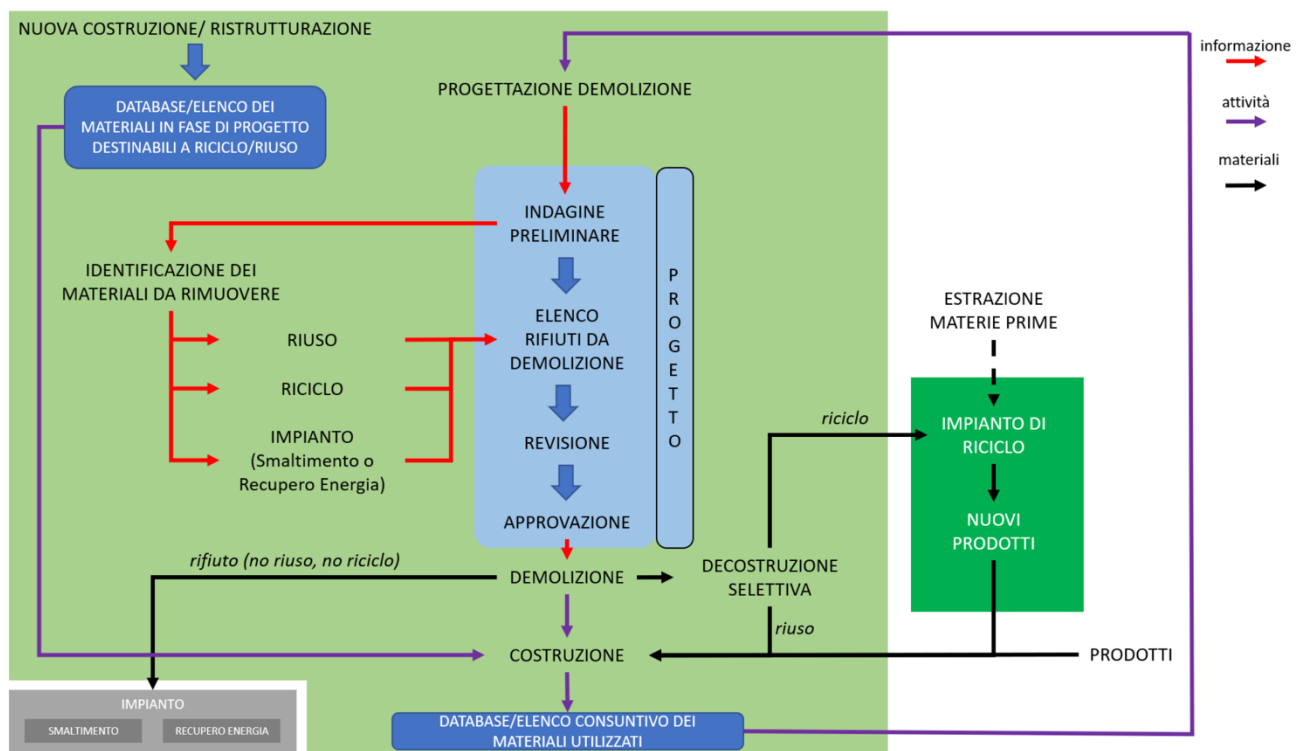 NUOVA COSTRUZIONE/ RISTRUTTURAZIONE
DATABASE/ELENCO DEI
MATERIALI IN FASE DI PROGETTO
DESTINABILI A RICICLO/RIUSO
PROGETTAZIONE DEMOLIZIONE
informazione
attività
materiali
INDAGINE
PRELIMINARE
PROGETTO
IDENTIFICAZIONE DEI
MATERIALI DA RIMUOVERE
RIUSO
RICICLO
IMPIANTO
(Smaltimento o
Recupero Energia)
ELENCO
RIFIUTI DA
DEMOLIZIONE
REVISIONE
APPROVAZIONE
ESTRAZIONE
MATERIE PRIME
riciclo
IMPIANTO DI
RICICLO
NUOVI
PRODOTTI
rifiuto (no riuso, no riciclo)
DEMOLIZIONE
DECOSTRUZIONE
SELETTIVA
riuso
COSTRUZIONE
PRODOTTI
IMPIANTO
SMALTIMENTO
RECUPERO ENERGIA
DATABASE/ELENCO CONSUNTIVO DEI
MATERIALI UTILIZZATI